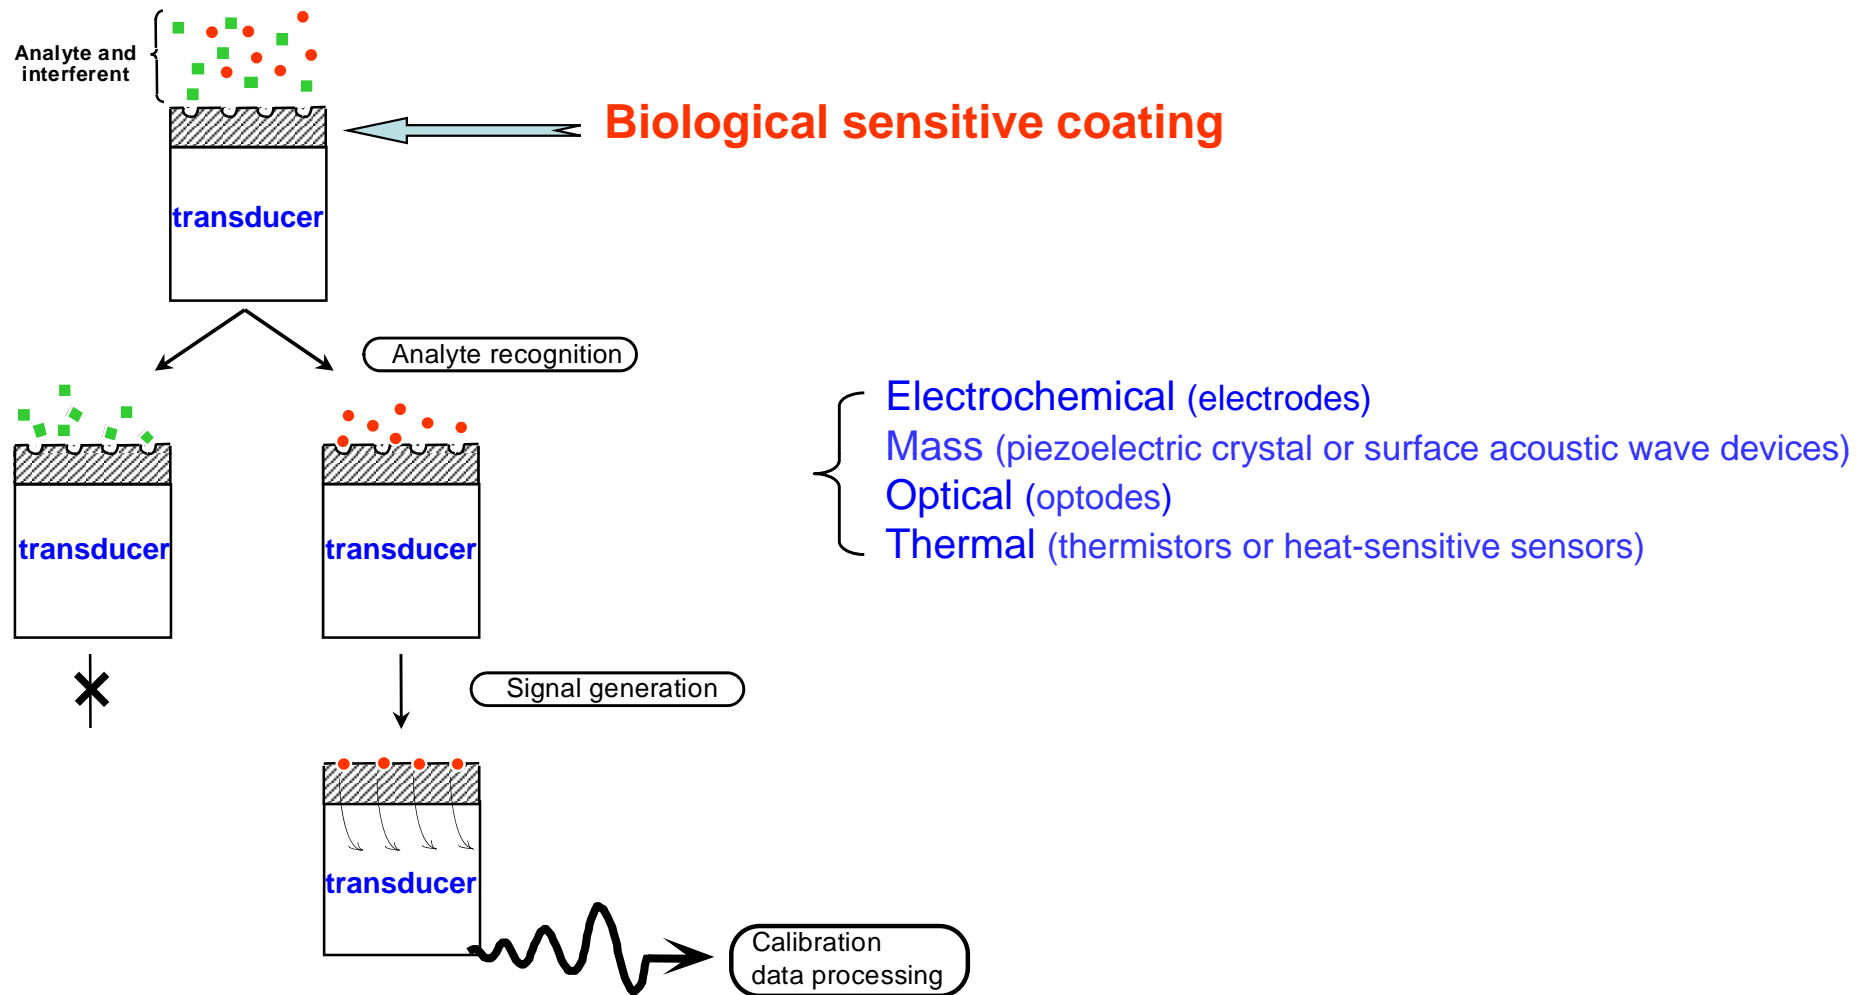 Analyte and
interferent
Biological sensitive coating
transducer
Analyte recognition
Electrochemical (electrodes)
Mass (piezoelectric crystal or surface acoustic wave devices)
Optical (optodes)
Thermal (thermistors or heat-sensitive sensors)
transducer
transducer
Signal generation
transducer
Calibration
data processing